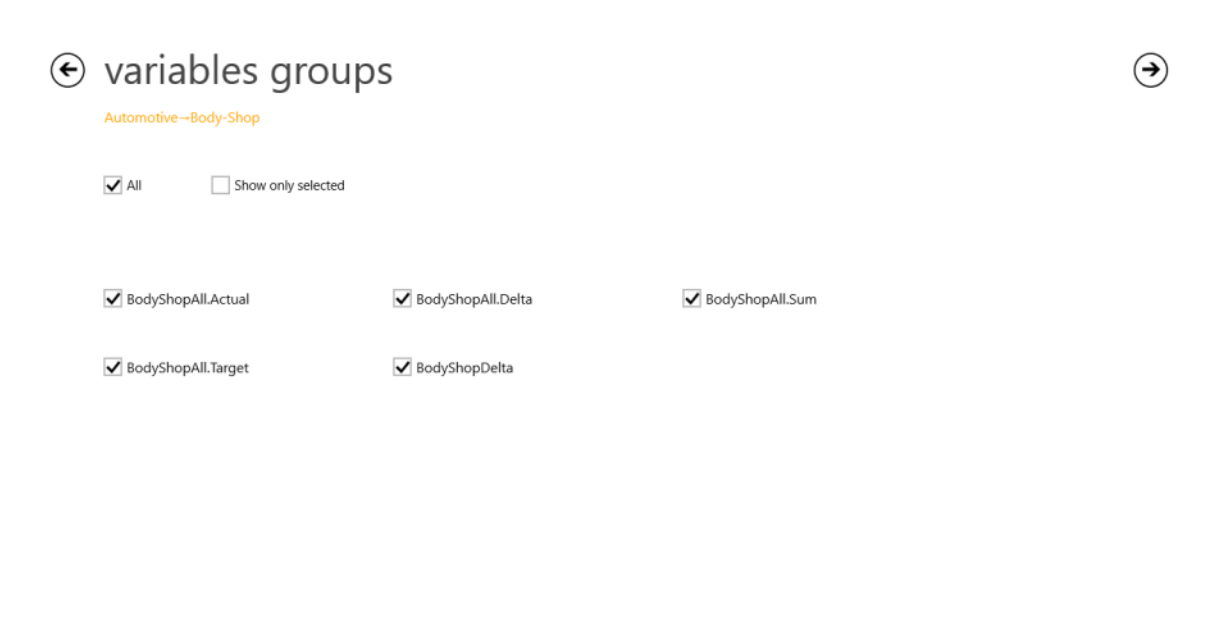 variables groups
Automotive→Body-Shop
All Show only selected
BodyShopAll.Actual BodyShopAll.Delta BodyShopAll.Sum
BodyShopAll.Target BodyShopDelta